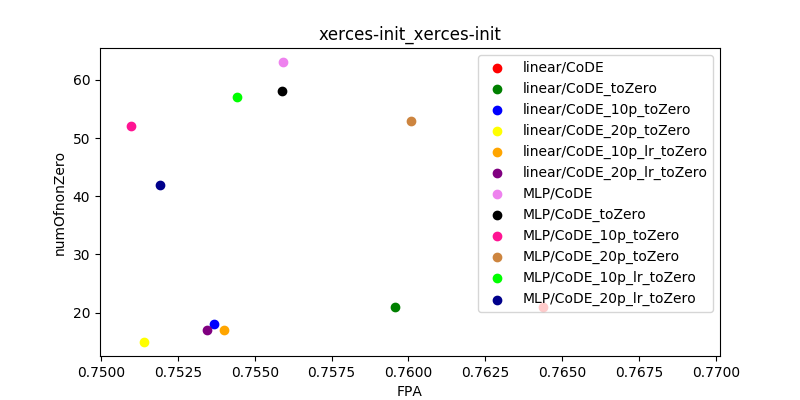 xerces-init_xerces-init
numOfnonZero
60
50
40
30
20
linear/CoDE
linear/CoDE_toZero
linear/CoDE_10p_toZero
linear/CoDE_20p_toZero
linear/CoDE_10p_lr_toZero
linear/CoDE_20p_lr_toZero
MLP/CoDE
MLP/CoDE_toZero
MLP/CoDE_10p_toZero
MLP/CoDE_20p_toZero
MLP/CoDE_10p_lr_toZero
MLP/CoDE_20p_lr_toZero
0.7500 0.7525 0.7550 0.7575 0.7600 0.7625 0.7650 0.7675 0.7700
FPA